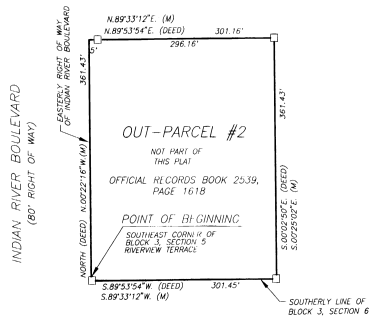 N.89°33'12"E. (M)
N.89°53'54"E. (DEED) 301.16'
5' 296.16'
361.43'
EASTERLY RIGHT OF WAY
OF INDIAN RIVER BOULEVARD
INDIAN RIVER BOULEVARD
(80' RIGHT OF WAY)
NORTH (DEED) N.00°22'16"W.(M)
361.43'
S.00°02'50"E. (DEED)
S.00°25'02"E. (M)
OUT-PARCEL #2
NOT PART OF
THIS PLAT
OFFICIAL RECORDS BOOK 2539,
PAGE 1618
POINT OF BEGINNING
SOUTHEAST CORNER OF
BLOCK 3, SECTION 5
RIVERVIEW TERRACE
S.89°53'54"W. (DEED) 301.45'
S.89°33'12"W. (M)
SOUTHERLY LINE OF
BLOCK 3, SECTION 6